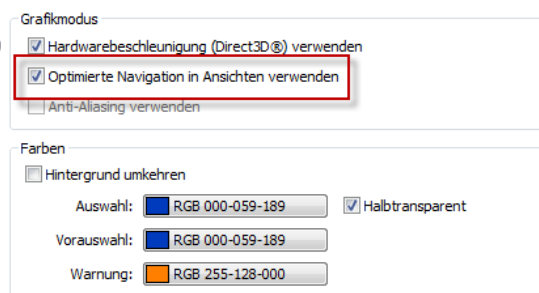 Grafikmodus
Hardwarebeschleunigung (Direct3D®) verwenden
Optimierte Navigation in Ansichten verwenden
Anti-Aliasing verwenden
Farben
Hintergrund umkehren
Auswahl: RGB 000-059-189 Halbtransparent
Vorauswahl: RGB 000-059-189
Warnung: RGB 255-128-000